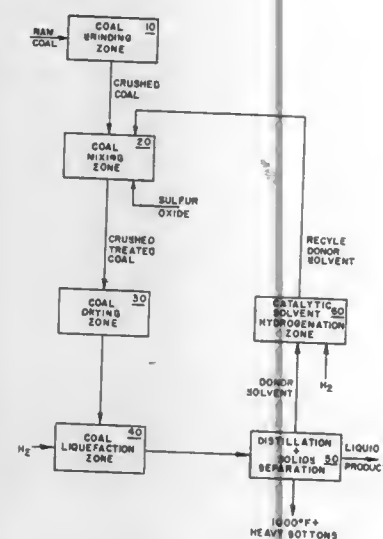 COAL 10
GRINDING
ZONE
RAW
COAL
CRUSHED
COAL
COAL 20
MIXING
ZONE
SULFUR
OXIDE
CRUSHED
TREATED
COAL
RECYLE
DONOR
SOLVENT
COAL 30
DRYING
ZONE
CATALYTIC
SOLVENT 60
HYDROGENATION
ZONE
H2
DONOR
SOLVENT
COAL 40
LIQUEFACTION
ZONE
H2
DISTILLATION
+
SOLIDS
SEPARATION 50
LIQUID
PRODUC
1000°F+
HEAVY BOTTOMS